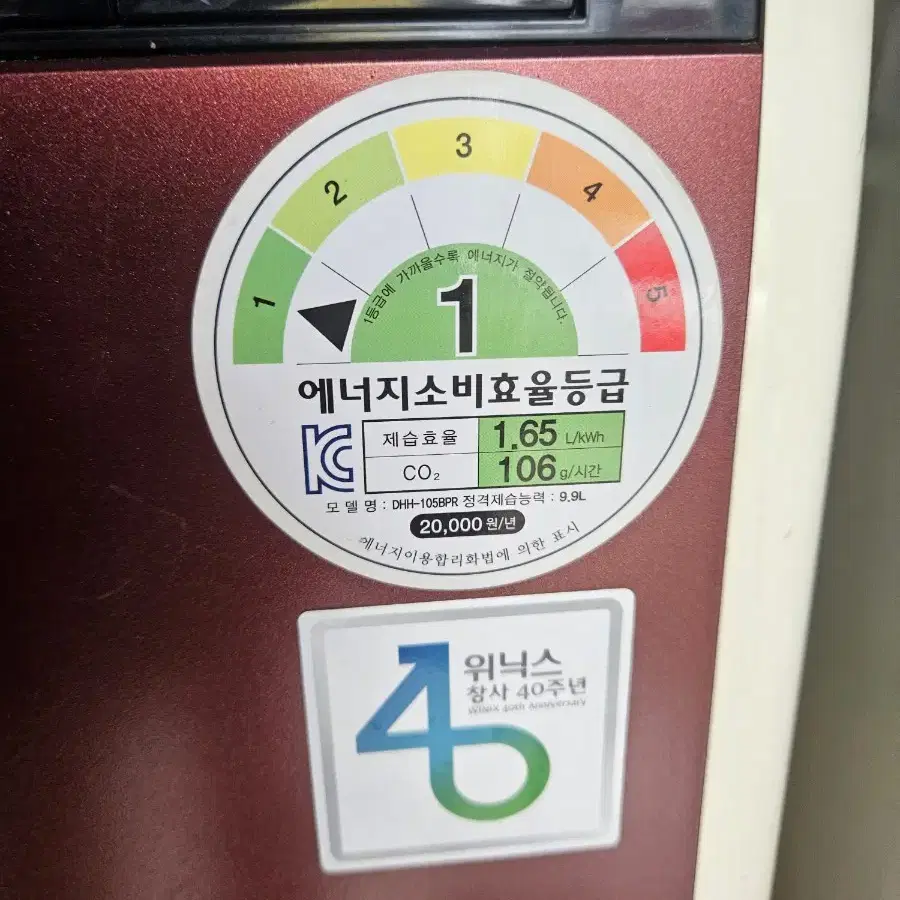 1
2
3
4
5
1등급에 가까울수록 에너지가 절약됩니다.
1
에너지소비효율등급
제습효율 1.65 L/kWh
CO₂ 106 g/시간
모 델 명 : DHH-105BPR 정격제습능력 : 9.9L
20,000 원/년
에너지이용합리화법에 의한 표시
40
위닉스
창사 40주년
Winix 40th Anniversary